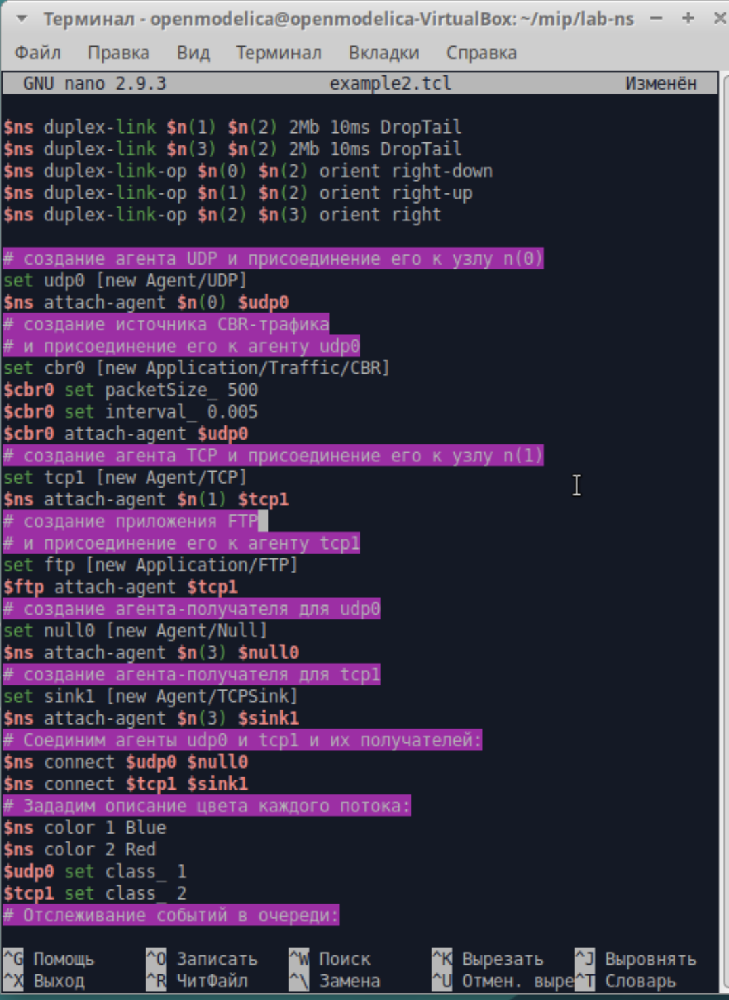 Терминал - openmodelica@openmodelica-VirtualBox: ~/mip/lab-ns
Файл Правка Вид Терминал Вкладки Справка
GNU nano 2.9.3 example2.tcl Изменён
$ns duplex-link $n(1) $n(2) 2Mb 10ms DropTail
$ns duplex-link $n(3) $n(2) 2Mb 10ms DropTail
$ns duplex-link-op $n(0) $n(2) orient right-down
$ns duplex-link-op $n(1) $n(2) orient right-up
$ns duplex-link-op $n(2) $n(3) orient right
# создание агента UDP и присоединение его к узлу n(0)
set udp0 [new Agent/UDP]
$ns attach-agent $n(0) $udp0
# создание источника CBR-трафика
# и присоединение его к агенту udp0
set cbr0 [new Application/Traffic/CBR]
$cbr0 set packetSize_ 500
$cbr0 set interval_ 0.005
$cbr0 attach-agent $udp0
# создание агента TCP и присоединение его к узлу n(1)
set tcp1 [new Agent/TCP]
$ns attach-agent $n(1) $tcp1
# создание приложения FTP
# и присоединение его к агенту tcp1
set ftp [new Application/FTP]
$ftp attach-agent $tcp1
# создание агента-получателя для udp0
set null0 [new Agent/Null]
$ns attach-agent $n(3) $null0
# создание агента-получателя для tcp1
set sink1 [new Agent/TCPSink]
$ns attach-agent $n(3) $sink1
# Соединим агенты udp0 и tcp1 и их получателей:
$ns connect $udp0 $null0
$ns connect $tcp1 $sink1
# Зададим описание цвета каждого потока:
$ns color 1 Blue
$ns color 2 Red
$udp0 set class_ 1
$tcp1 set class_ 2
# Отслеживание событий в очереди:
^G Помощь ^O Записать ^W Поиск ^K Вырезать ^J Выровнять
^X Выход ^R ЧитФайл ^\ Замена ^U Отмен. выре^T Словарь